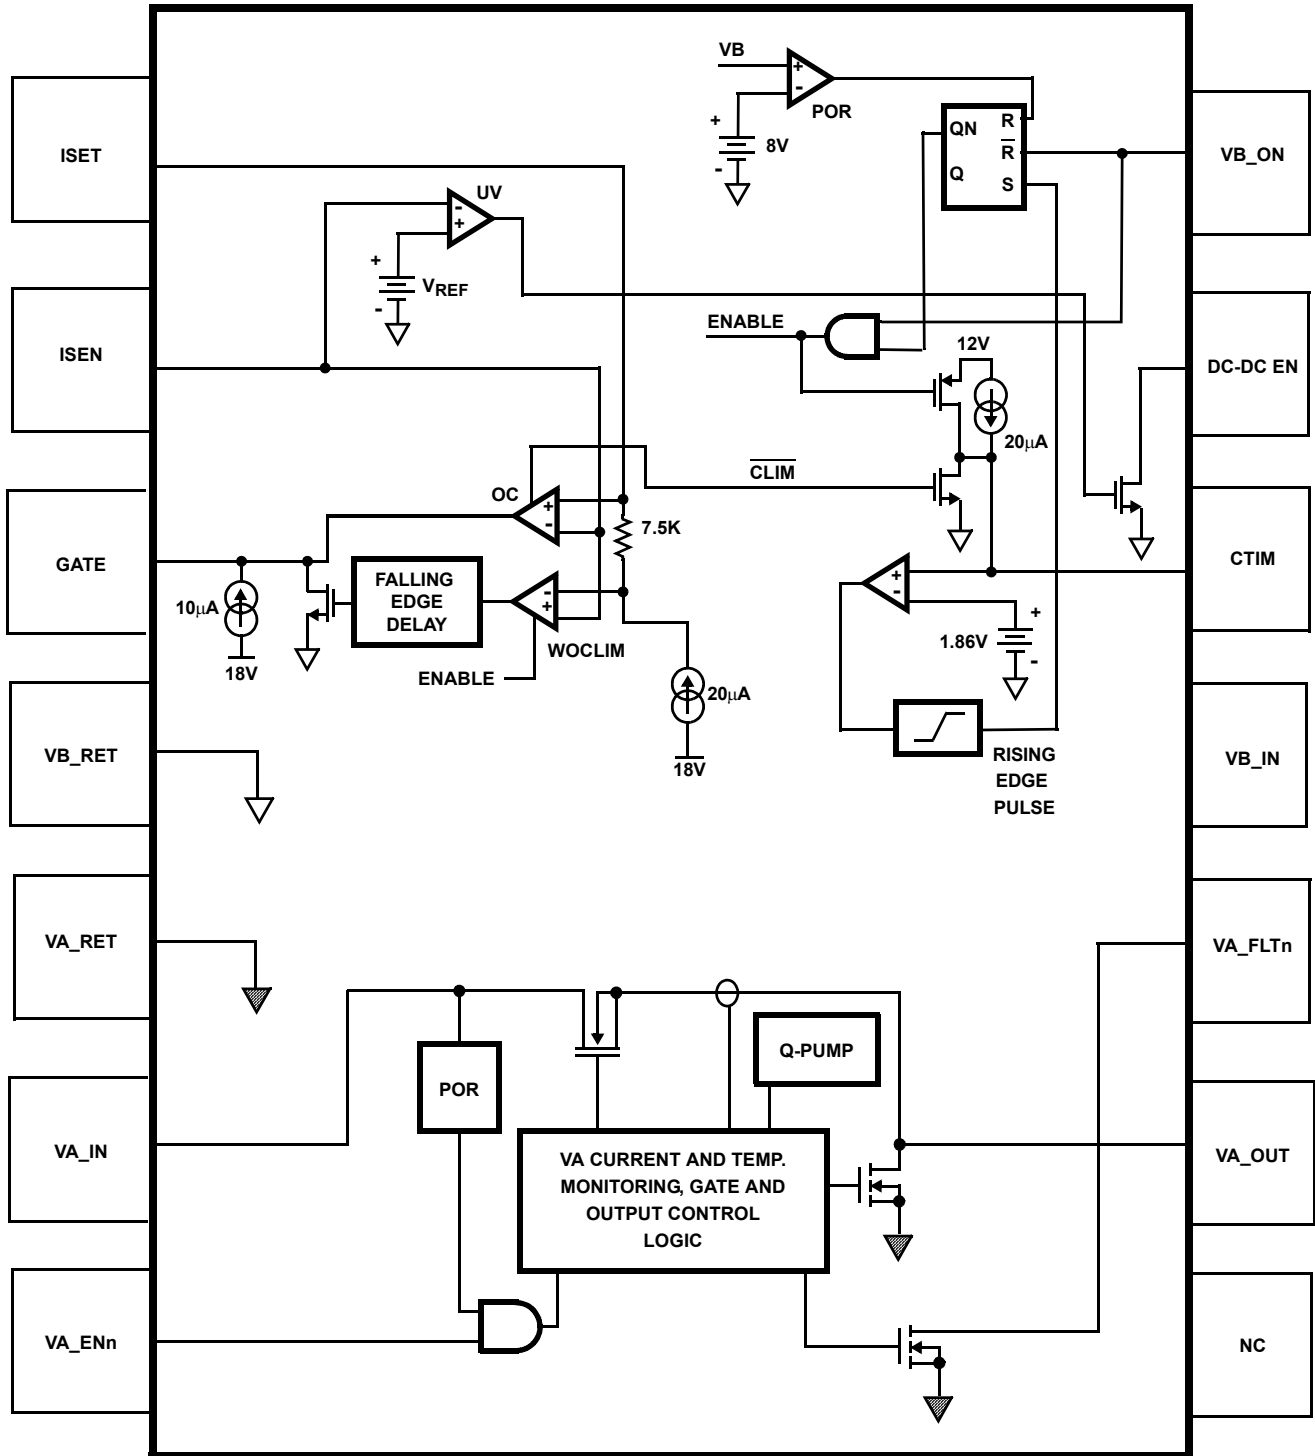 VB
+
-
POR
+
8V
-
QN
R
R̅
Q
S
ISET
VB_ON
UV
-
+
+
VREF
-
ENABLE
12V
20μA
ISEN
DC-DC EN
CLIM
OC
+
-
7.5K
GATE
10μA
18V
FALLING
EDGE
DELAY
-
+
WOCLIM
ENABLE
20μA
18V
+
-
+
1.86V
-
CTIM
RISING
EDGE
PULSE
VB_RET
VB_IN
VA_RET
VA_FLTn
Q-PUMP
POR
VA_IN
VA CURRENT AND TEMP.
MONITORING, GATE AND
OUTPUT CONTROL
LOGIC
VA_OUT
VA_ENn
NC